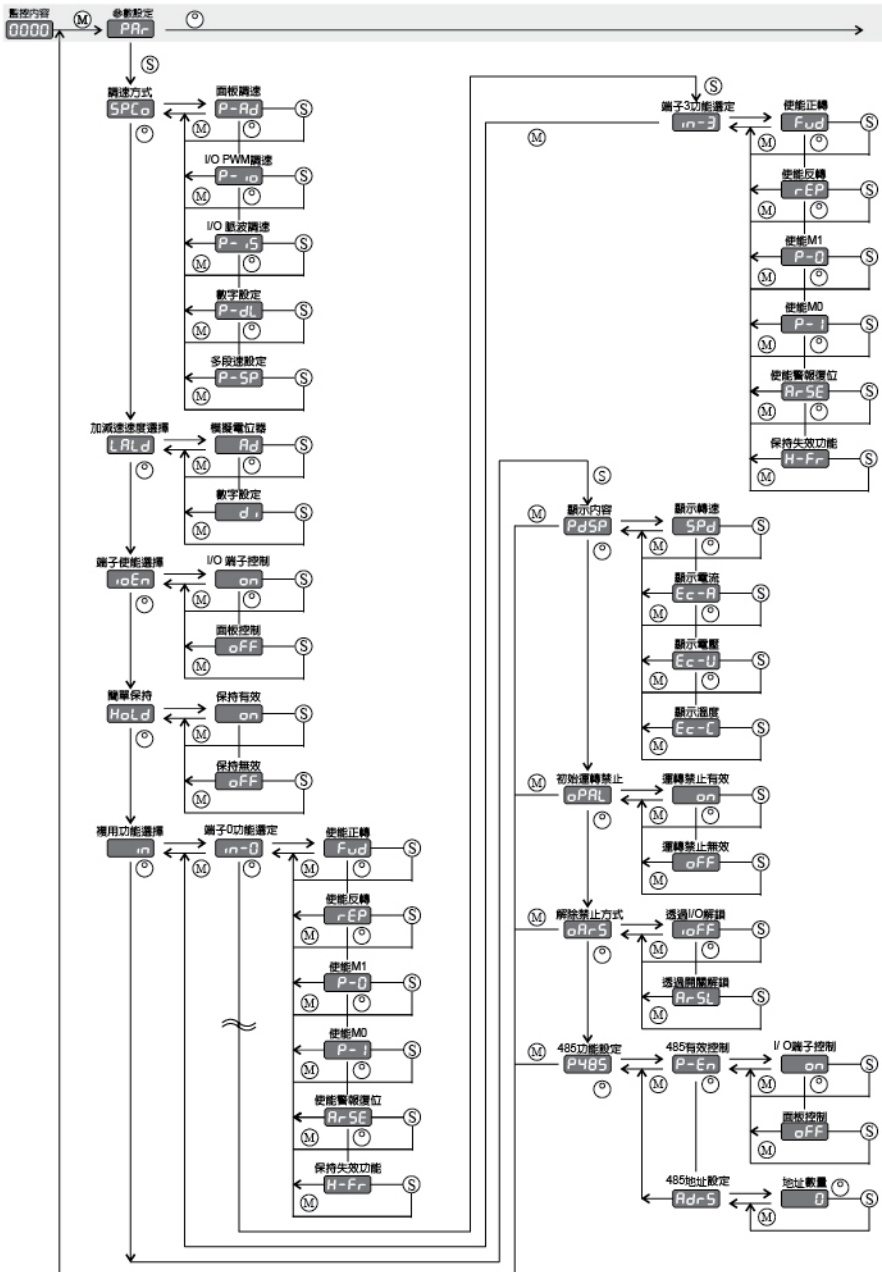 監控內容
0000
M
參數設定
PAr
S
調速方式
SPCo
面板調速
P-Ad
S
M
I/O PWM調速
P-io
S
M
I/O 脈波調速
P-iS
S
M
數字設定
P-dL
S
M
多段速設定
P-SP
S
M
加減速速度選擇
LALd
模擬電位器
Ad
S
M
數字設定
di
S
M
端子使能選擇
ioEn
I/O 端子控制
on
S
M
面板控制
oFF
S
M
簡單保持
HoLd
保持有效
on
S
M
保持無效
oFF
S
M
複用功能選擇
in
M
端子0功能選定
in-0
M
使能正轉
Fud
S
M
使能反轉
rEP
S
M
使能M1
P-0
S
M
使能M0
P-1
S
M
使能警報復位
ArSE
S
M
保持失效功能
H-Fr
S
M
S
端子3功能選定
in-3
M
使能正轉
Fud
S
M
使能反轉
rEP
S
M
使能M1
P-0
S
M
使能M0
P-1
S
M
使能警報復位
ArSE
S
M
保持失效功能
H-Fr
S
M
S
M
顯示內容
PdSP
顯示轉速
SPd
S
M
顯示電流
Ec-A
S
M
顯示電壓
Ec-U
S
M
顯示溫度
Ec-C
S
M
M
初始運轉禁止
oPAL
運轉禁止有效
on
S
M
運轉禁止無效
oFF
S
M
M
解除禁止方式
oArS
透過I/O解鎖
ioFF
S
M
透過開關解鎖
ArSL
S
M
M
485功能設定
P485
485有效控制
P-En
M
I/ O端子控制
on
S
M
面板控制
oFF
S
M
485地址設定
AdrS
地址數量
0
S
M